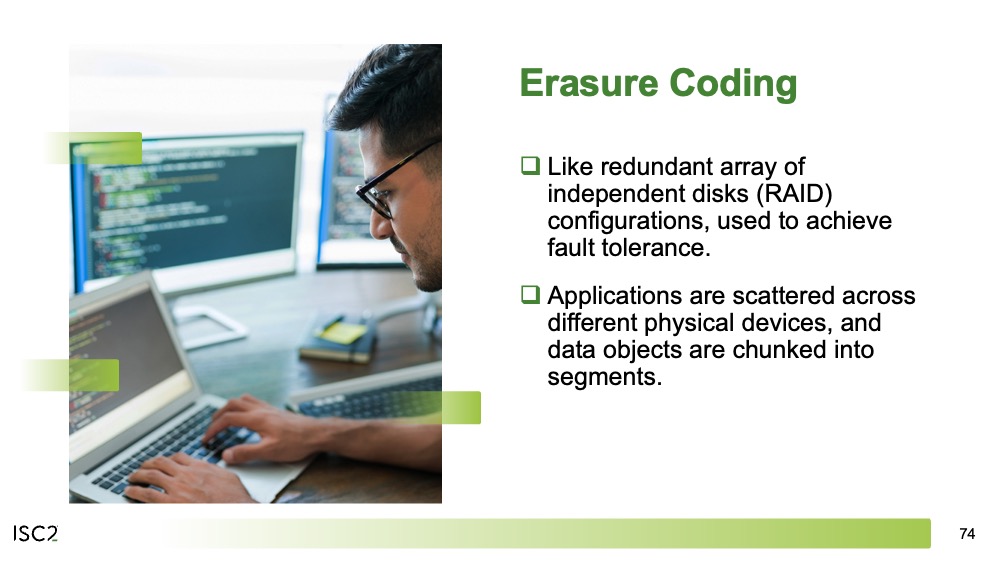 Erasure Coding
❑ Like redundant array of
independent disks (RAID)
configurations, used to achieve
fault tolerance.
❑ Applications are scattered across
different physical devices, and
data objects are chunked into
segments.
ISC2
74